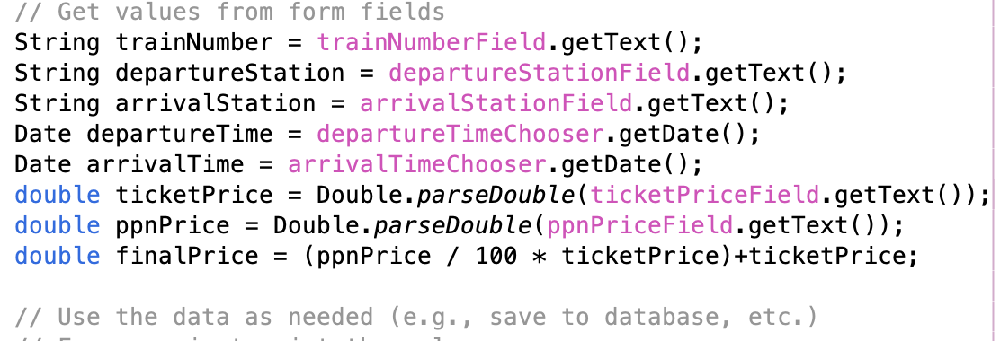 // Get values from form fields
String trainNumber = trainNumberField.getText();
String departureStation = departureStationField.getText();
String arrivalStation = arrivalStationField.getText();
Date departureTime = departureTimeChooser.getDate();
Date arrivalTime = arrivalTimeChooser.getDate();
double ticketPrice = Double.parseDouble(ticketPriceField.getText());
double ppnPrice = Double.parseDouble(ppnPriceField.getText());
double finalPrice = (ppnPrice / 100 * ticketPrice)+ticketPrice;
// Use the data as needed (e.g., save to database, etc.)